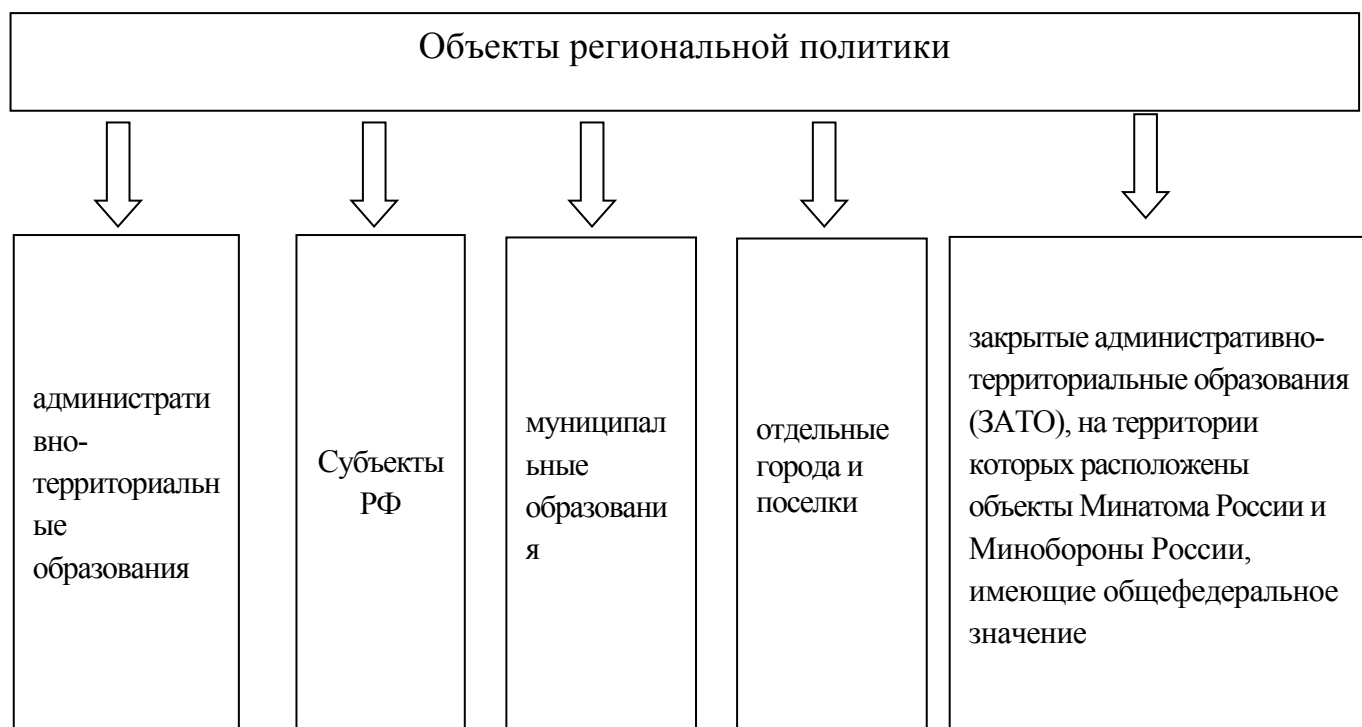 Объекты региональной политики
администрати
вно-
территориальн
ые
образования
Субъекты
РФ
муниципал
ьные
образовани
я
отдельные
города и
поселки
закрытые административно-
территориальные образования
(ЗАТО), на территории
которых расположены
объекты Минатома России и
Минобороны России,
имеющие общефедеральное
значение